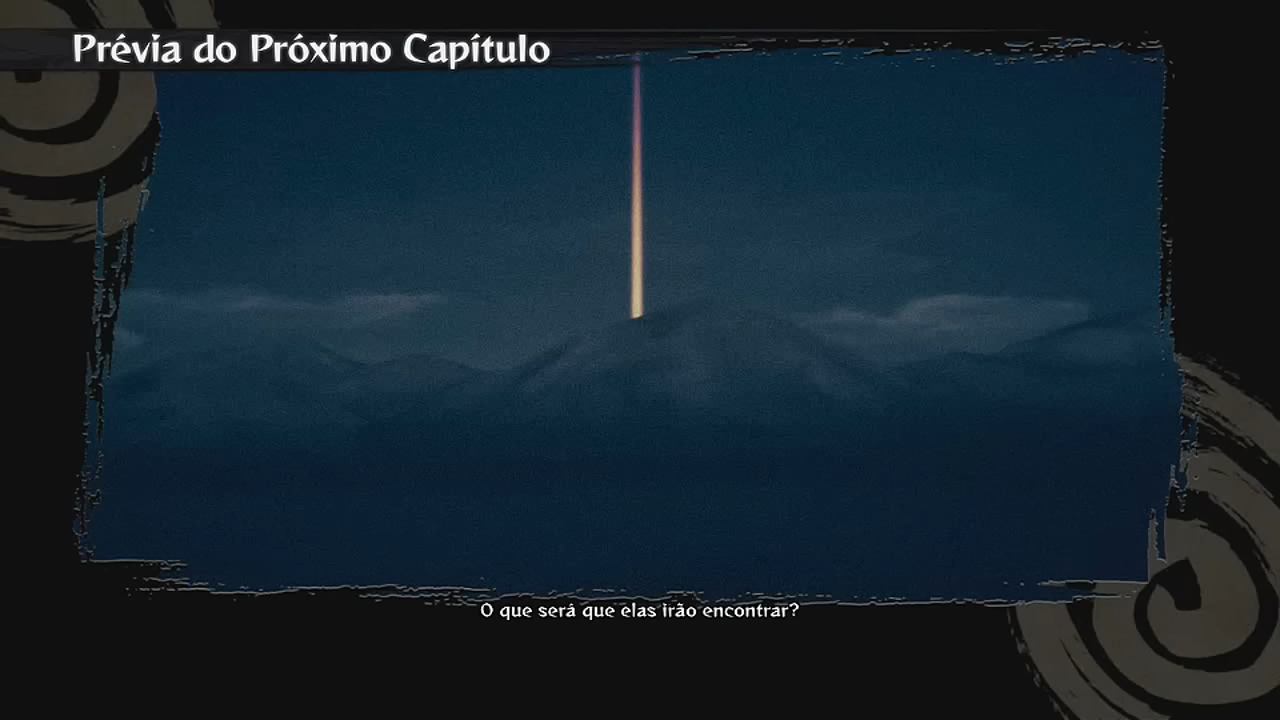 Prévia do Próximo Capítulo
O que será que elas irão encontrar?